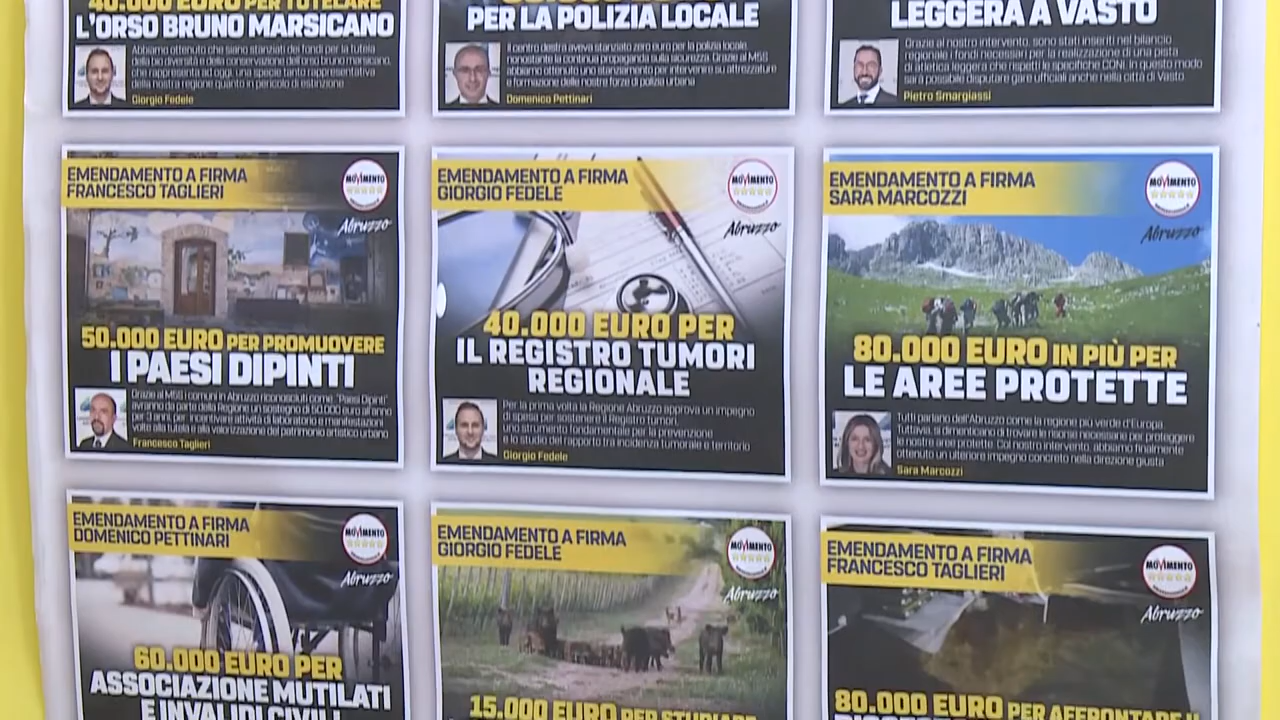 40.000 EURO PER TUTELARE
L'ORSO BRUNO MARSICANO
Abbiamo ottenuto che siano stanziati dei fondi per la tutela
della biodiversità e della conservazione dell'orso bruno marsicano,
che rappresenta ad oggi, una specie tanto rappresentativa
della nostra regione quanto in pericolo di estinzione
Giorgio Fedele
PER LA POLIZIA LOCALE
Il centro destra aveva stanziato zero euro per la polizia locale,
nonostante la continua propaganda sulla sicurezza. Grazie al M5S
abbiamo ottenuto uno stanziamento per intervenire su attrezzature
e formazione delle nostre forze di polizia urbana
Domenico Pettinari
LEGGERA A VASTO
Grazie al nostro intervento, sono stati inseriti nel bilancio
regionale i fondi necessari per la realizzazione di una pista
di atletica leggera che rispetti le specifiche CONI. In questo modo
sarà possibile disputare gare ufficiali anche nella città di Vasto
Pietro Smargiassi
EMENDAMENTO A FIRMA
FRANCESCO TAGLIERI
MOVIMENTO
Abruzzo
50.000 EURO PER PROMUOVERE
I PAESI DIPINTI
Grazie al M5S i comuni in Abruzzo riconosciuti come "Paesi Dipinti"
avranno da parte della Regione un sostegno di 50.000 euro all'anno
per 3 anni, per avviare attività di laboratorio e manifestazioni
volte alla tutela e alla valorizzazione del patrimonio artistico urbano
Francesco Taglieri
EMENDAMENTO A FIRMA
GIORGIO FEDELE
MOVIMENTO
Abruzzo
40.000 EURO PER
IL REGISTRO TUMORI
REGIONALE
Per la prima volta la Regione Abruzzo approva un impegno
di spesa per sostenere il Registro tumori,
uno strumento fondamentale per la prevenzione
e lo studio del rapporto tra incidenza tumorale e territorio
Giorgio Fedele
EMENDAMENTO A FIRMA
SARA MARCOZZI
MOVIMENTO
Abruzzo
80.000 EURO IN PIÙ PER
LE AREE PROTETTE
Tutti parlano dell'Abruzzo come la regione più verde d'Europa.
Tuttavia, si dimenticano di trovare le risorse necessarie per proteggere
le nostre aree protette. Col nostro intervento, abbiamo finalmente
ottenuto un ulteriore impegno concreto nella direzione giusta
Sara Marcozzi
EMENDAMENTO A FIRMA
DOMENICO PETTINARI
MOVIMENTO
Abruzzo
60.000 EURO PER
ASSOCIAZIONE MUTILATI
E INVALIDI CIVILI
EMENDAMENTO A FIRMA
GIORGIO FEDELE
MOVIMENTO
Abruzzo
15.000 EURO PER STUDIARE
EMENDAMENTO A FIRMA
FRANCESCO TAGLIERI
MOVIMENTO
Abruzzo
80.000 EURO PER AFFRONTARE IL